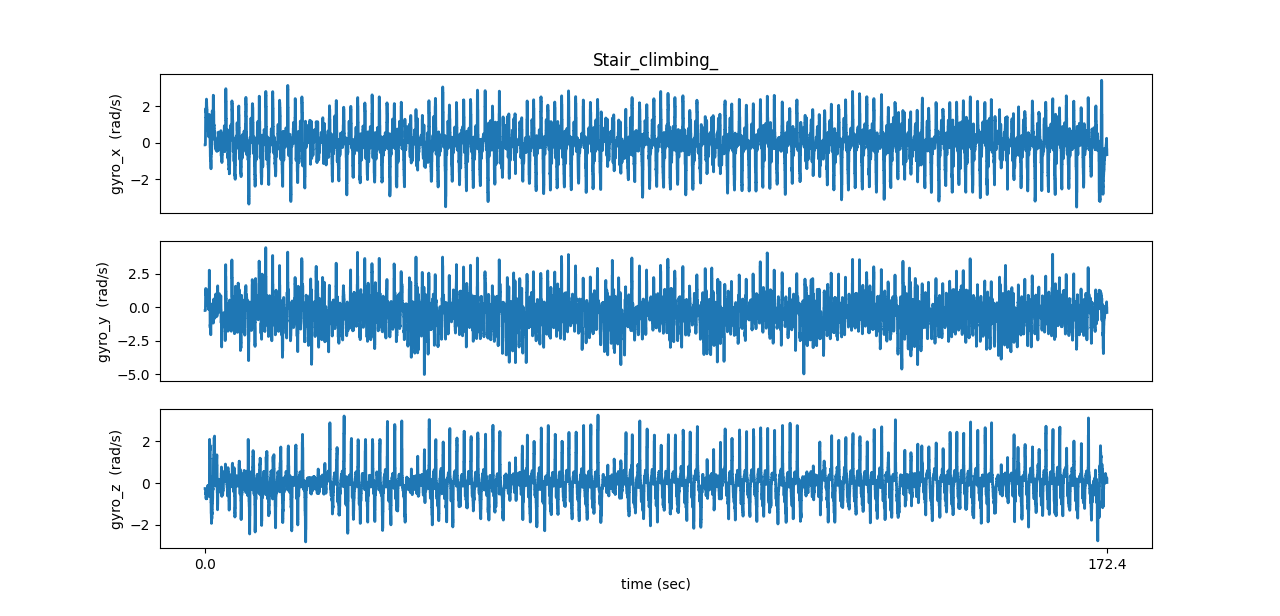 Stair_climbing_
gyro_x (rad/s)
2
0
−2
gyro_y (rad/s)
2.5
0.0
−2.5
−5.0
gyro_z (rad/s)
2
0
−2
0.0
172.4
time (sec)